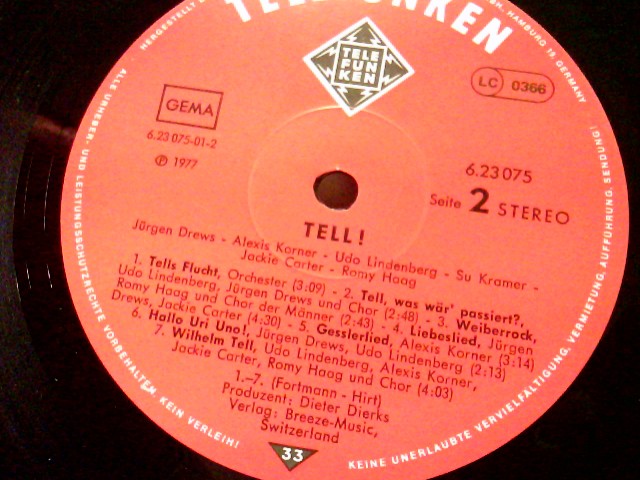 TELEFUNKEN
TELE
FUN
KEN
LC 0366
GEMA
6.23 075-01-2
℗ 1977
6.23 075
Seite 2 STEREO
TELL!
Jürgen Drews - Alexis Korner - Udo Lindenberg - Su Kramer -
Jackie Carter - Romy Haag
1. Tells Flucht, Orchester (3:09) - 2. Tell, was wär' passiert?,
Udo Lindenberg, Jürgen Drews und Chor (2:48) - 3. Weiberrock,
Romy Haag und Chor der Männer (2:43) - 4. Liebeslied, Jürgen
Drews, Jackie Carter (4:30) - 5. Gesslerlied, Alexis Korner (3:14)
6. Hallo Uri Uno!, Jürgen Drews, Udo Lindenberg (2:13)
7. Wilhelm Tell, Udo Lindenberg, Alexis Korner,
Jackie Carter, Romy Haag und Chor (4:03)
1.-7. (Fortmann - Hirt)
Produzent: Dieter Dierks
Verlag: Breeze-Music,
Switzerland
33
HERGESTELLT
HAMBURG 19, GERMANY
ALLE URHEBER- UND LEISTUNGSSCHUTZRECHTE VORBEHALTEN. KEIN VERLEIH!
KEINE UNERLAUBTE VERVIELFÄLTIGUNG, VERMIETUNG, AUFFÜHRUNG, SENDUNG!